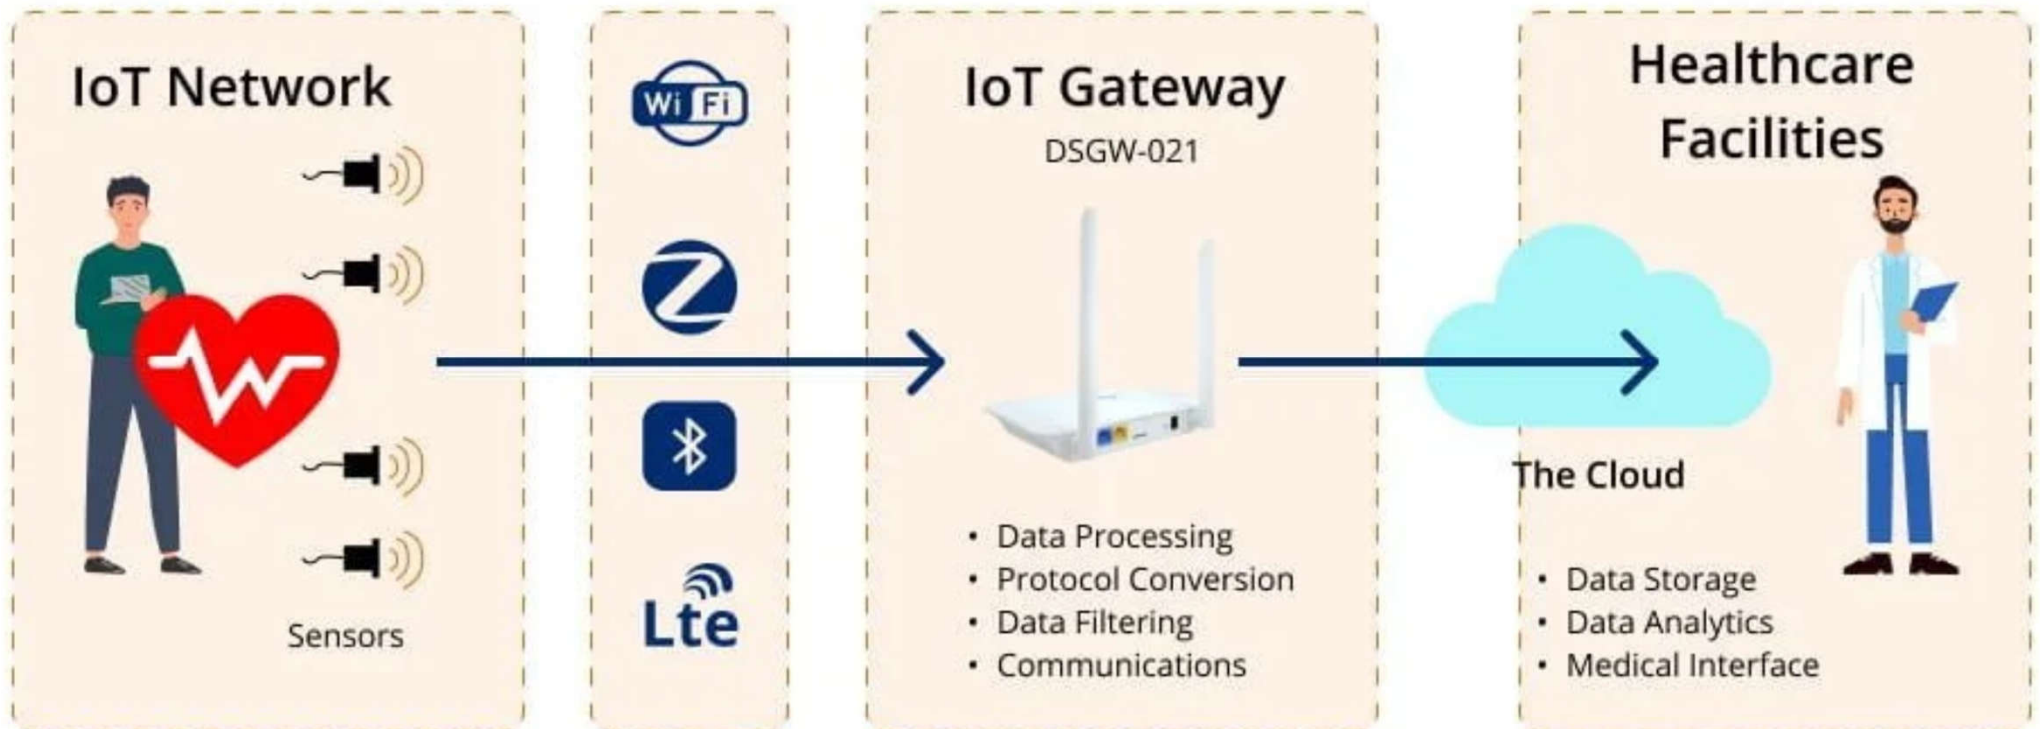 IoT Network
Sensors
Wi Fi
Lte
IoT Gateway
DSGW-021
• Data Processing
• Protocol Conversion
• Data Filtering
• Communications
Healthcare
Facilities
The Cloud
• Data Storage
• Data Analytics
• Medical Interface